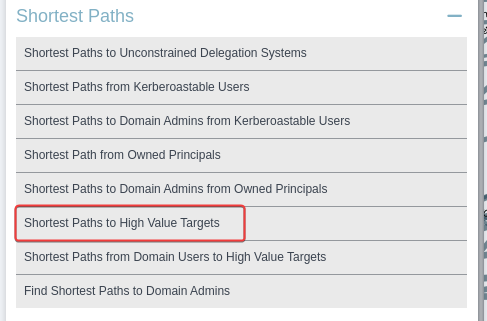 Shortest Paths
Shortest Paths to Unconstrained Delegation Systems
Shortest Paths from Kerberoastable Users
Shortest Paths to Domain Admins from Kerberoastable Users
Shortest Path from Owned Principals
Shortest Paths to Domain Admins from Owned Principals
Shortest Paths to High Value Targets
Shortest Paths from Domain Users to High Value Targets
Find Shortest Paths to Domain Admins